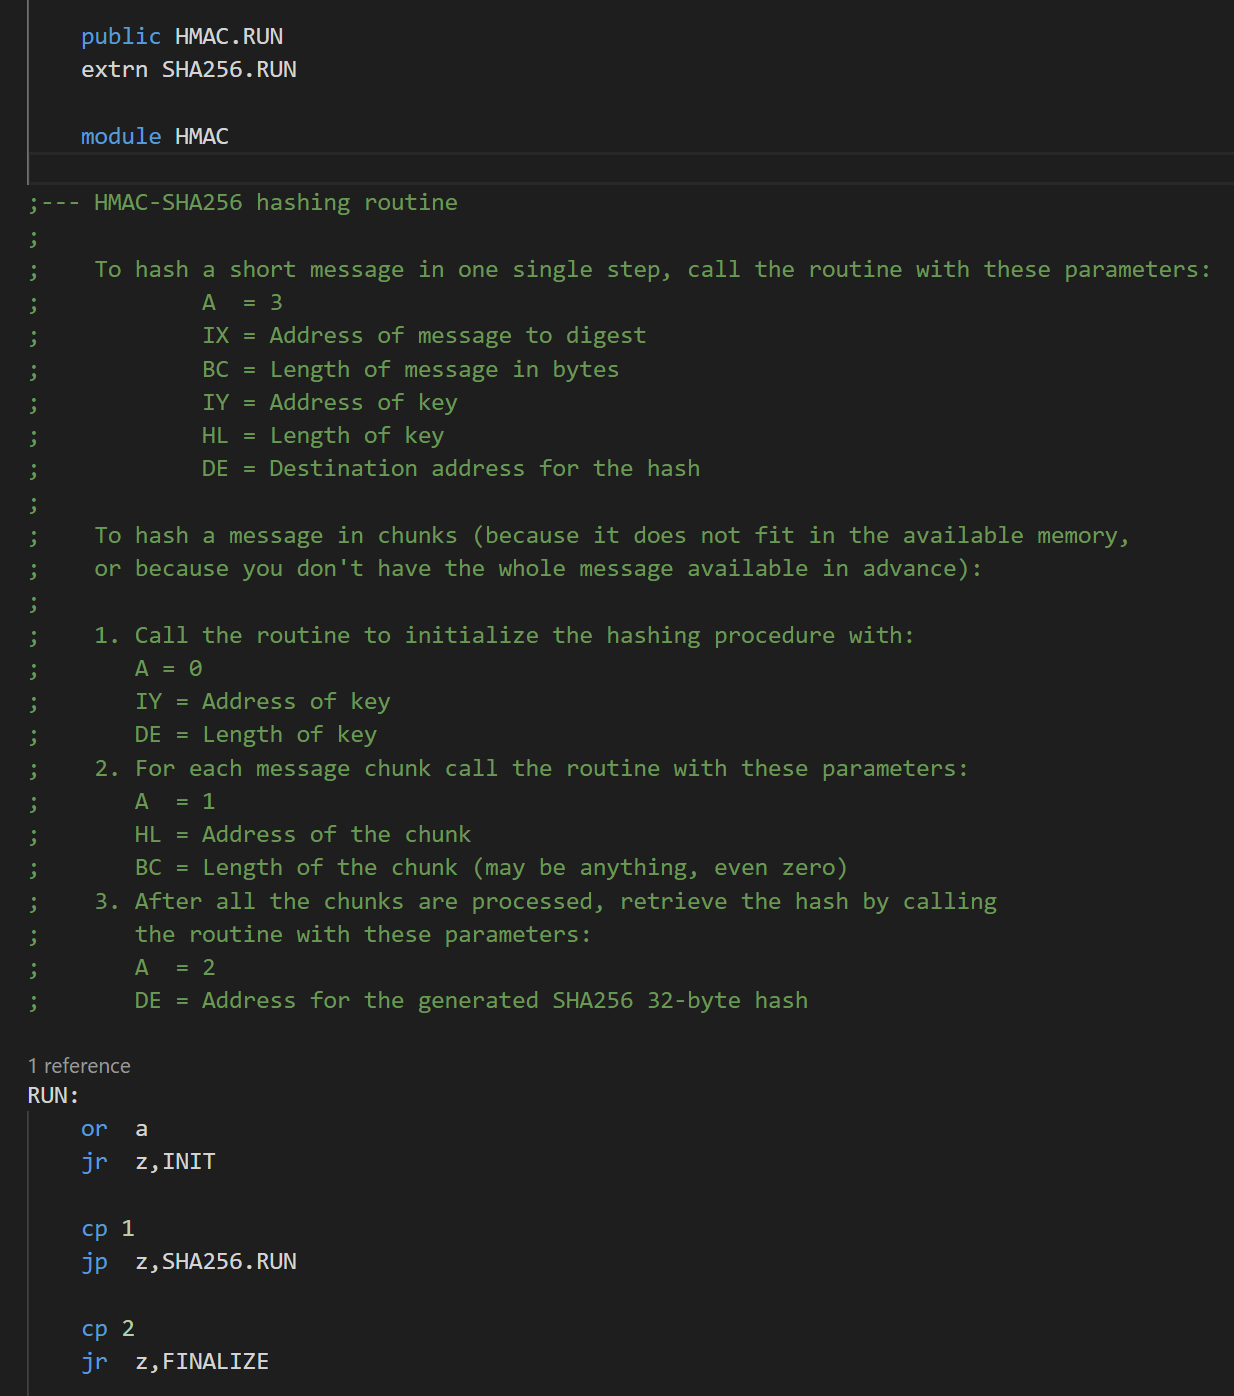 public HMAC.RUN
extrn SHA256.RUN
module HMAC
;--- HMAC-SHA256 hashing routine
;
;    To hash a short message in one single step, call the routine with these parameters:
;            A  = 3
;            IX = Address of message to digest
;            BC = Length of message in bytes
;            IY = Address of key
;            HL = Length of key
;            DE = Destination address for the hash
;
;    To hash a message in chunks (because it does not fit in the available memory,
;    or because you don't have the whole message available in advance):
;
;    1. Call the routine to initialize the hashing procedure with:
;       A = 0
;       IY = Address of key
;       DE = Length of key
;    2. For each message chunk call the routine with these parameters:
;       A  = 1
;       HL = Address of the chunk
;       BC = Length of the chunk (may be anything, even zero)
;    3. After all the chunks are processed, retrieve the hash by calling
;       the routine with these parameters:
;       A  = 2
;       DE = Address for the generated SHA256 32-byte hash
1 reference
RUN:
    or  a
    jr  z,INIT
    cp 1
    jp  z,SHA256.RUN
    cp 2
    jr  z,FINALIZE